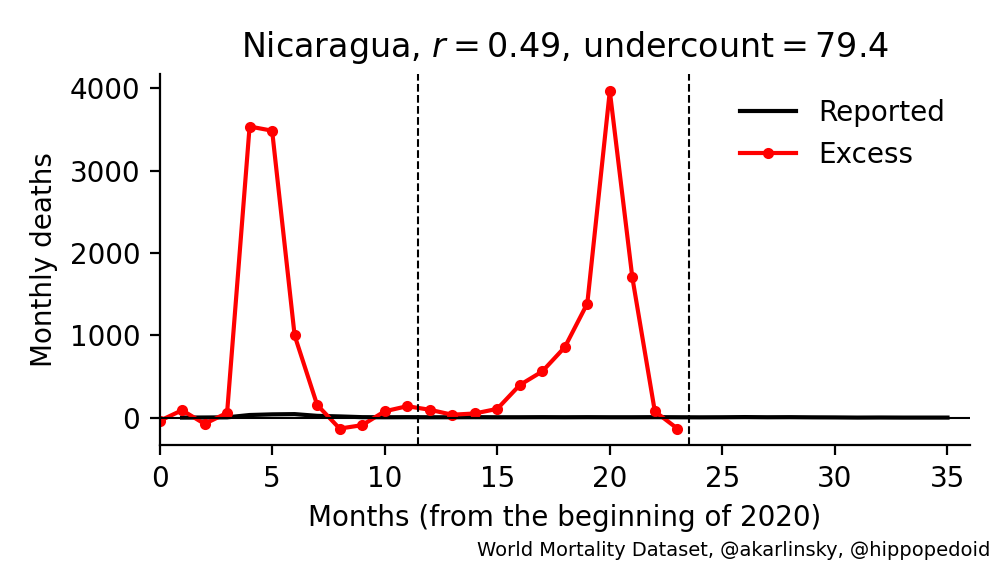 Nicaragua, r = 0.49, undercount = 79.4
Monthly deaths
4000
3000
2000
1000
0
Reported
Excess
0 5 10 15 20 25 30 35
Months (from the beginning of 2020)
World Mortality Dataset, @akarlinsky, @hippopedoid